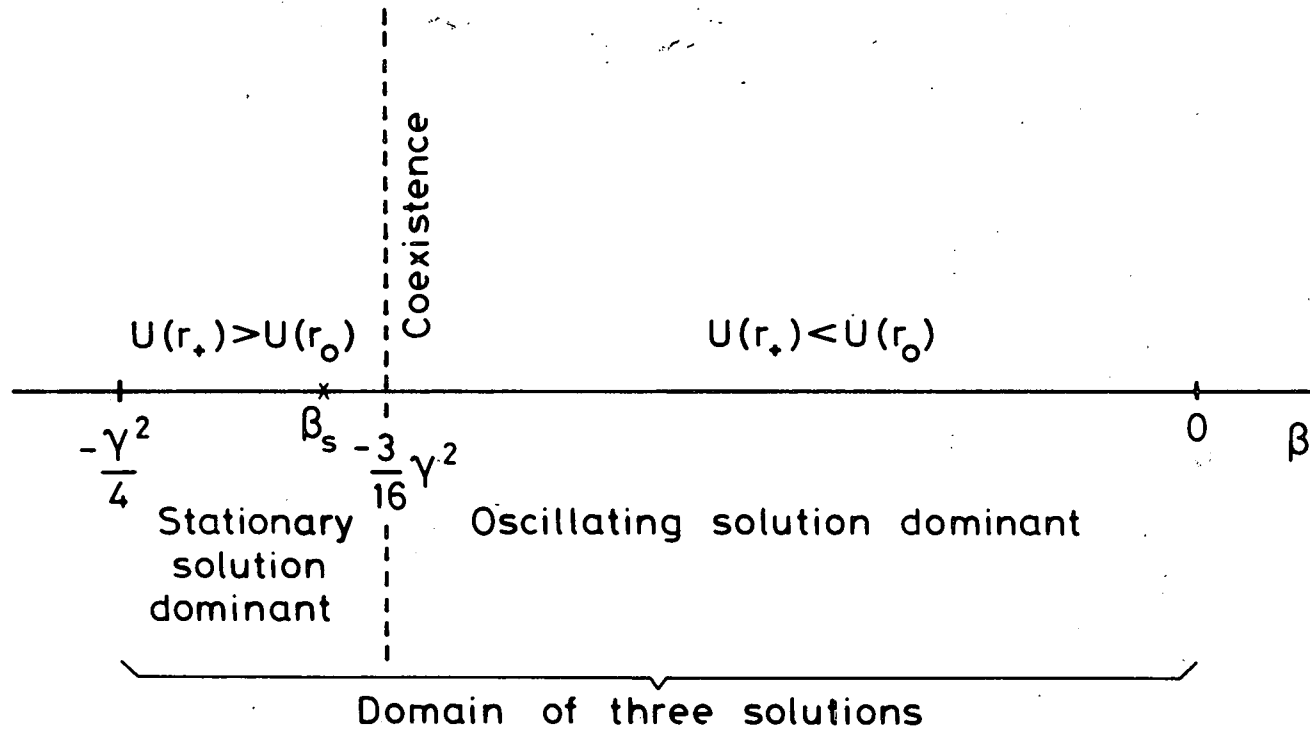 Coexistence
U(r₊)>U(r₀) U(r₊)<U(r₀)
-γ²/4 βₛ -3/16 γ² 0 β
Stationary Oscillating solution dominant
solution
dominant
Domain of three solutions